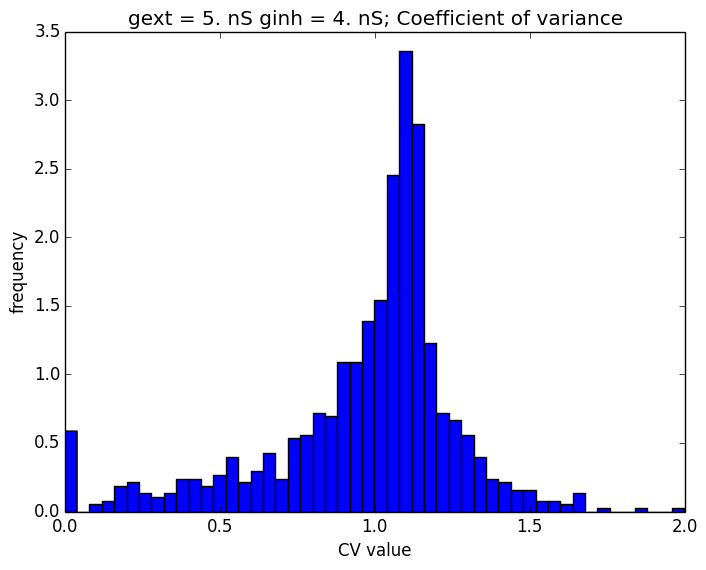 gext = 5. nS ginh = 4. nS; Coefficient of variance
3.5
3.0
2.5
2.0
1.5
1.0
0.5
0.0
frequency
0.0 0.5 1.0 1.5 2.0
CV value